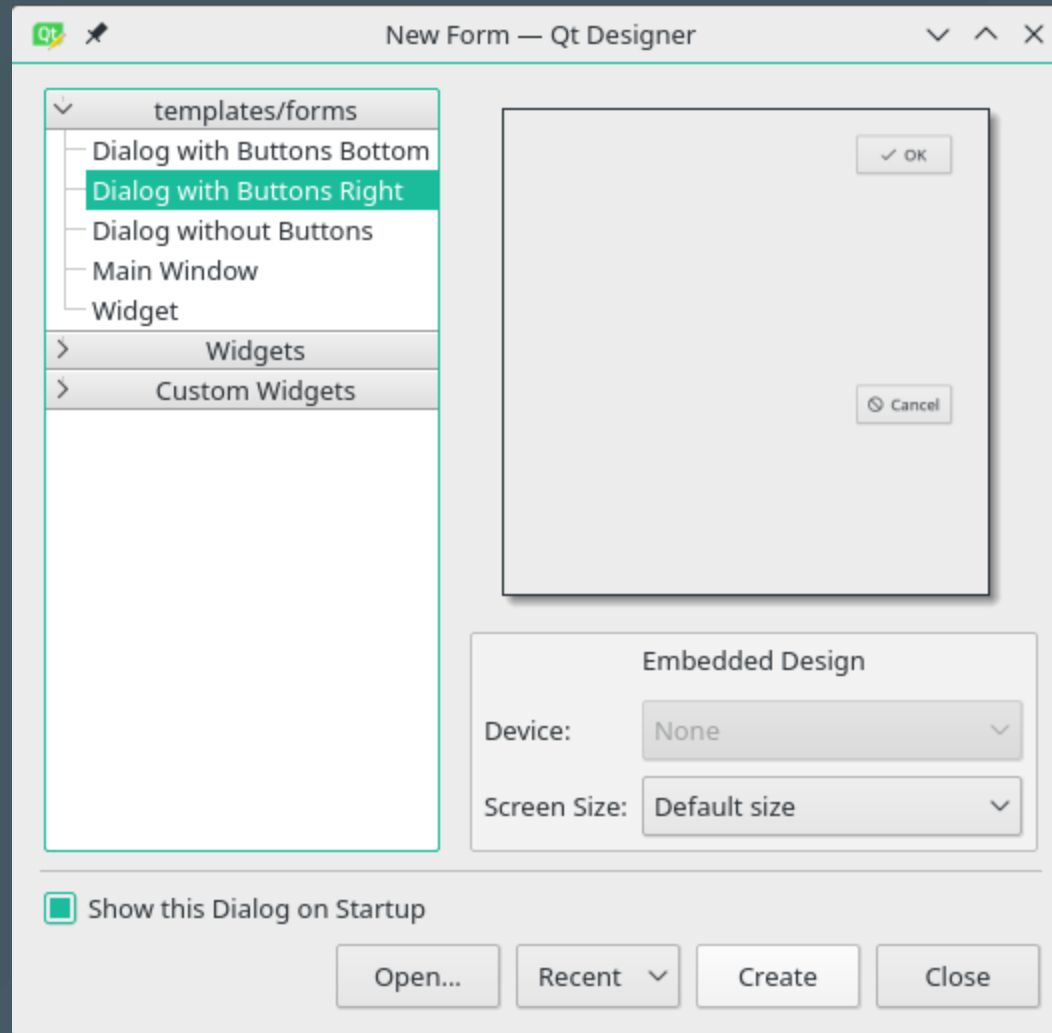 Qt
New Form — Qt Designer
templates/forms
Dialog with Buttons Bottom
Dialog with Buttons Right
Dialog without Buttons
Main Window
Widget
Widgets
Custom Widgets
OK
Cancel
Embedded Design
Device: None
Screen Size: Default size
Show this Dialog on Startup
Open... Recent Create Close